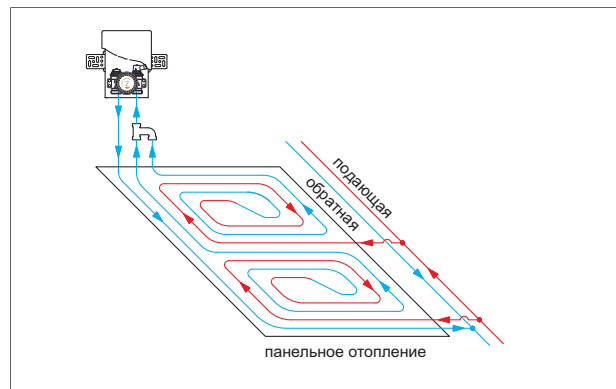 подающая
обратная
панельное отопление